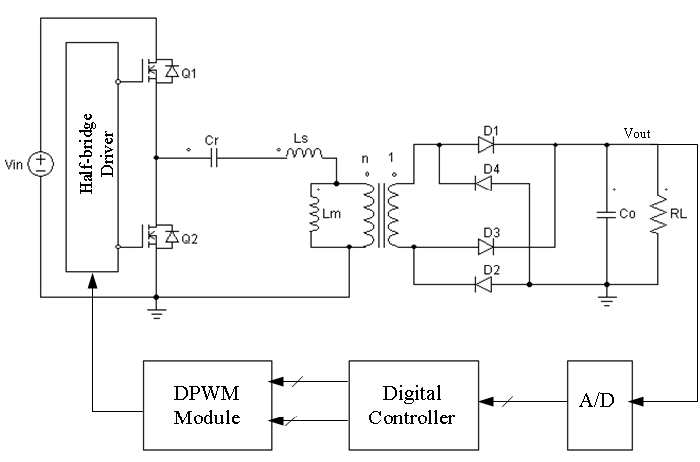 Vin
Half-bridge
Driver
Q1
Q2
Cr
Ls
Lm
n 1
D1
D4
D3
D2
Vout
Co
RL
DPWM
Module
Digital
Controller
A/D